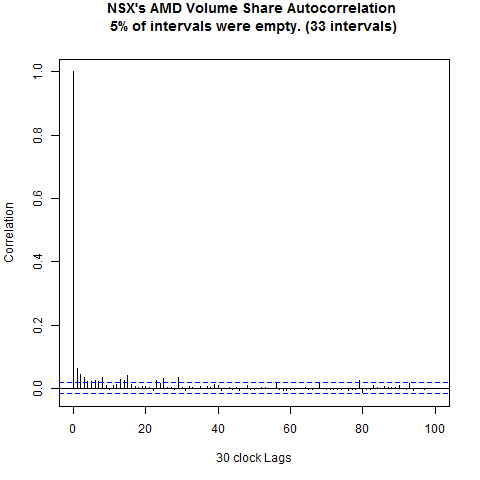 NSX's AMD Volume Share Autocorrelation
5% of intervals were empty. (33 intervals)
1.0
0.8
0.6
0.4
0.2
0.0
Correlation
0 20 40 60 80 100
30 clock Lags